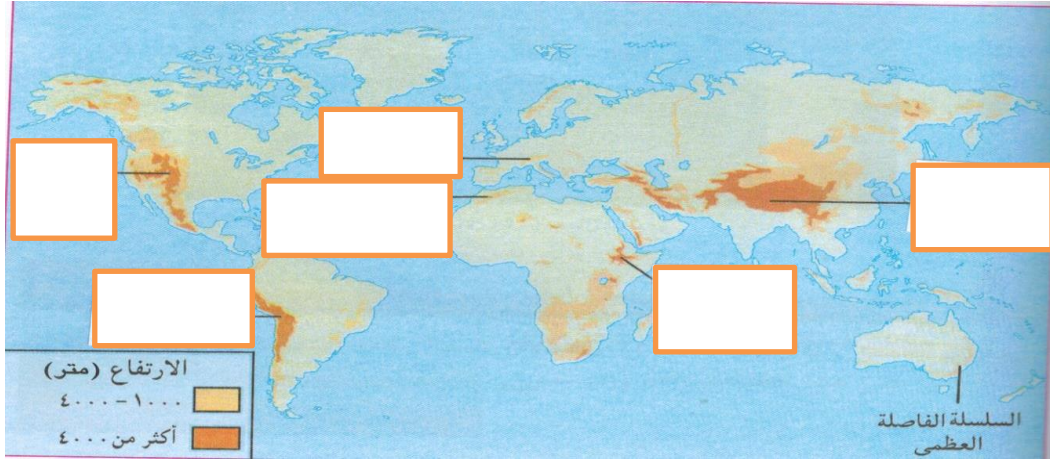 الارتفاع (متر)
١٠٠٠ - ٤٠٠٠
أكثر من ٤٠٠٠
السلسلة الفاصلة
العظمى